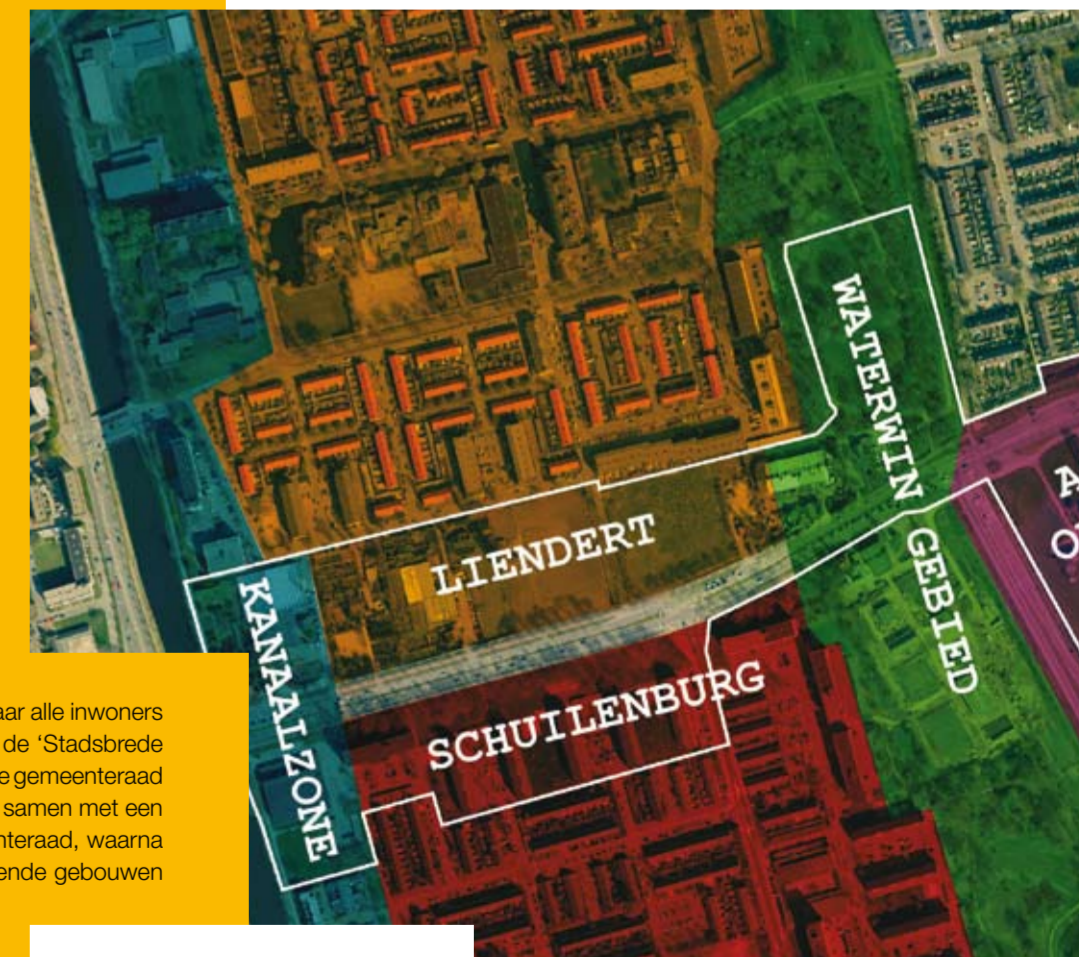 WATERWIN GEBIED
LIENDERT
KANAALZONE
SCHUILENBURG
aar alle inwoners
de ‘Stadsbrede
e gemeenteraad
samen met een
nteraad, waarna
ende gebouwen